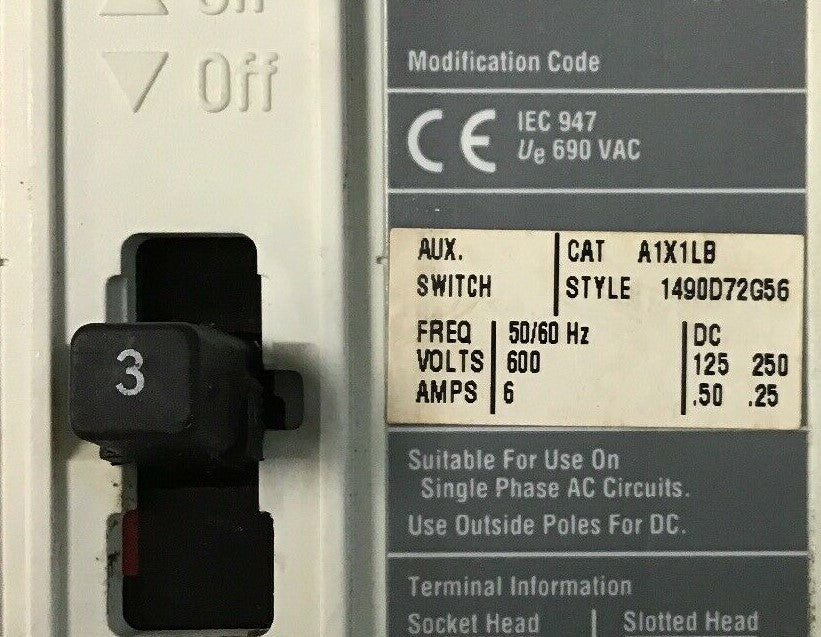 On
Off
3
Modification Code
CE IEC 947
Ue 690 VAC
AUX. CAT A1X1LB
SWITCH STYLE 1490D72G56
FREQ 50/60 Hz DC
VOLTS 600 125 250
AMPS 6 .50 .25
Suitable For Use On
Single Phase AC Circuits.
Use Outside Poles For DC.
Terminal Information
Socket Head Slotted Head